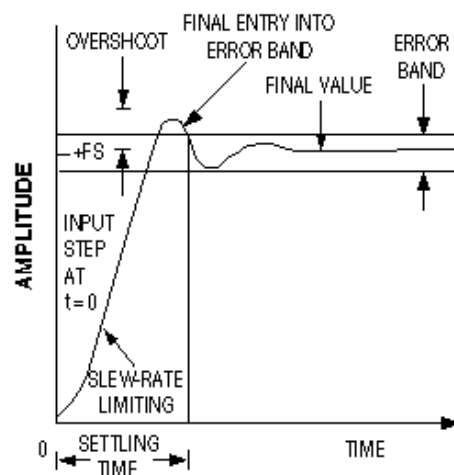 FINAL ENTRY INTO
ERROR BAND
OVERSHOOT
ERROR
BAND
FINAL VALUE
+FS
AMPLITUDE
INPUT
STEP
AT
t=0
SLEW-RATE
LIMITING
0
SETTLING
TIME
TIME